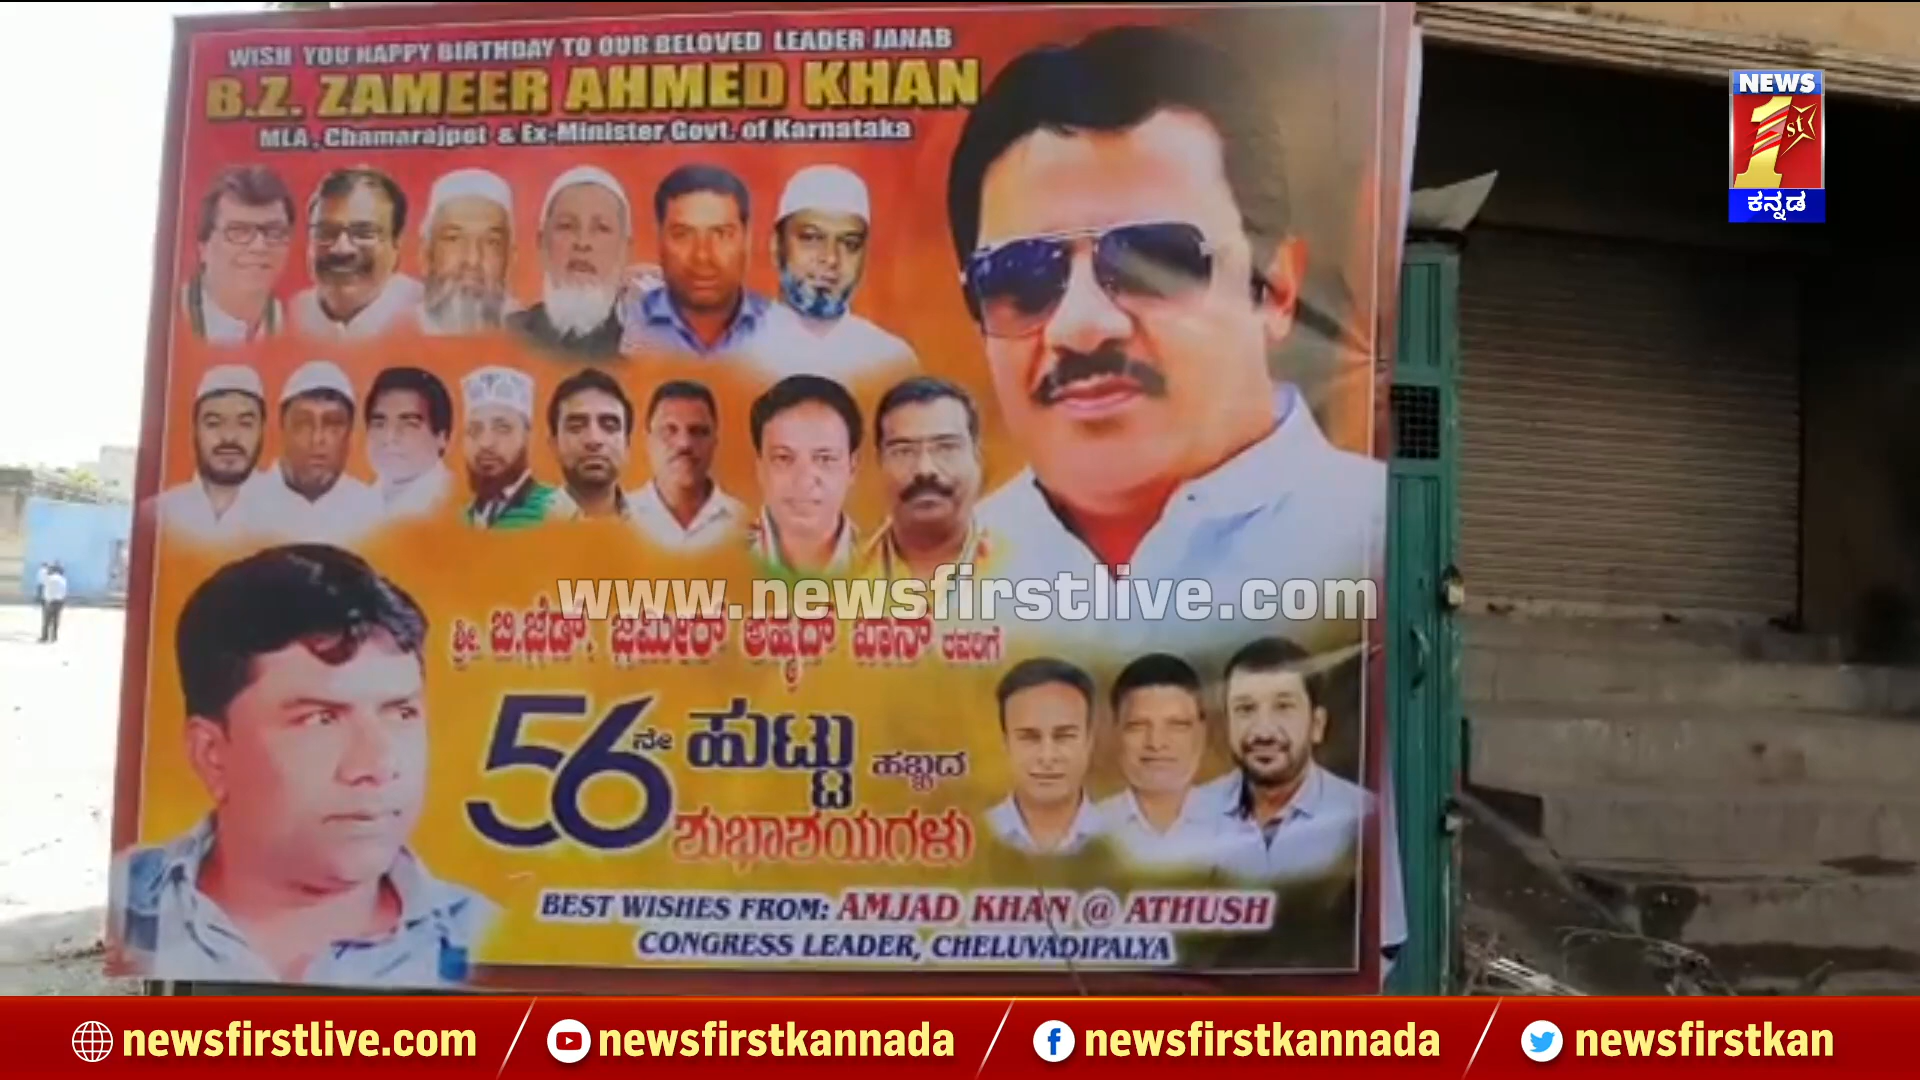 WISH YOU HAPPY BIRTHDAY TO OUR BELOVED LEADER JANAB
B.Z. ZAMEER AHMED KHAN
MLA, Chamarajpet & Ex-Minister Govt. of Karnataka
NEWS
1st
ಕನ್ನಡ
www.newsfirstlive.com
ಶ್ರೀ. ಬಿ.ಜೆಡ್. ಜಮೀರ್ ಅಹ್ಮದ್ ಖಾನ್ ರವರಿಗೆ
56ನೇ ಹುಟ್ಟು ಹಬ್ಬದ
ಶುಭಾಶಯಗಳು
BEST WISHES FROM: AMJAD KHAN @ ATHUSH
CONGRESS LEADER, CHELUVADIPALYA
newsfirstlive.com
newsfirstkannada
newsfirstkannada
newsfirstkan